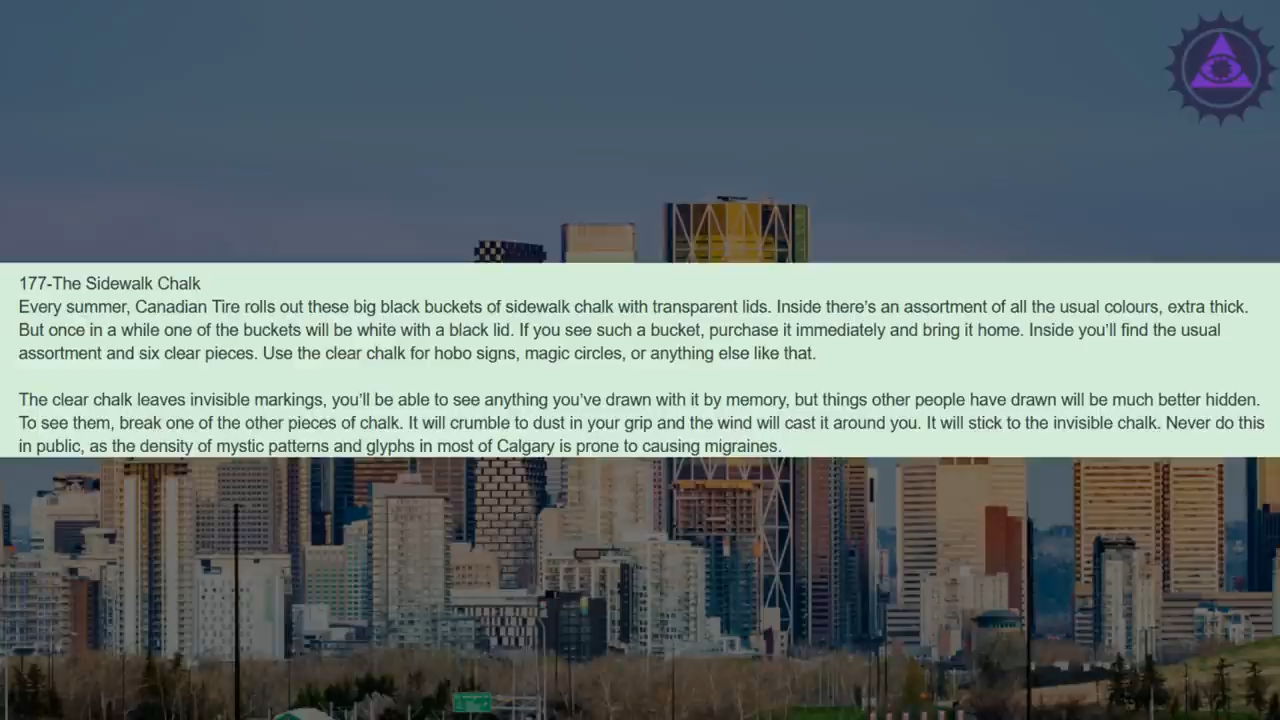 177-The Sidewalk Chalk
Every summer, Canadian Tire rolls out these big black buckets of sidewalk chalk with transparent lids. Inside there's an assortment of all the usual colours, extra thick.
But once in a while one of the buckets will be white with a black lid. If you see such a bucket, purchase it immediately and bring it home. Inside you'll find the usual
assortment and six clear pieces. Use the clear chalk for hobo signs, magic circles, or anything else like that.
The clear chalk leaves invisible markings, you'll be able to see anything you've drawn with it by memory, but things other people have drawn will be much better hidden.
To see them, break one of the other pieces of chalk. It will crumble to dust in your grip and the wind will cast it around you. It will stick to the invisible chalk. Never do this
in public, as the density of mystic patterns and glyphs in most of Calgary is prone to causing migraines.